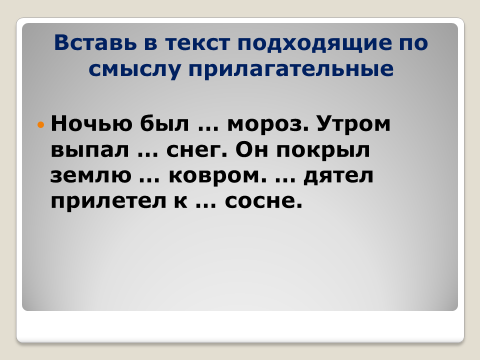 Вставь в текст подходящие по
смыслу прилагательные
Ночью был ... мороз. Утром
выпал ... снег. Он покрыл
землю ... ковром. ... дятел
прилетел к ... сосне.